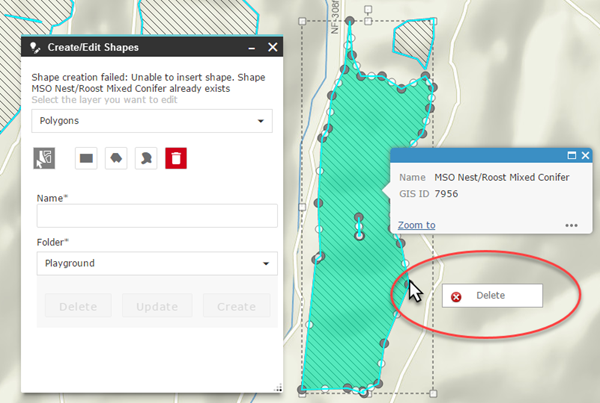 Create/Edit Shapes
Shape creation failed: Unable to insert shape. Shape
MSO Nest/Roost Mixed Conifer already exists
Select the layer you want to edit
Polygons
Name*
Folder*
Playground
Delete
Update
Create
Name MSO Nest/Roost Mixed Conifer
GIS ID 7956
Zoom to
Delete